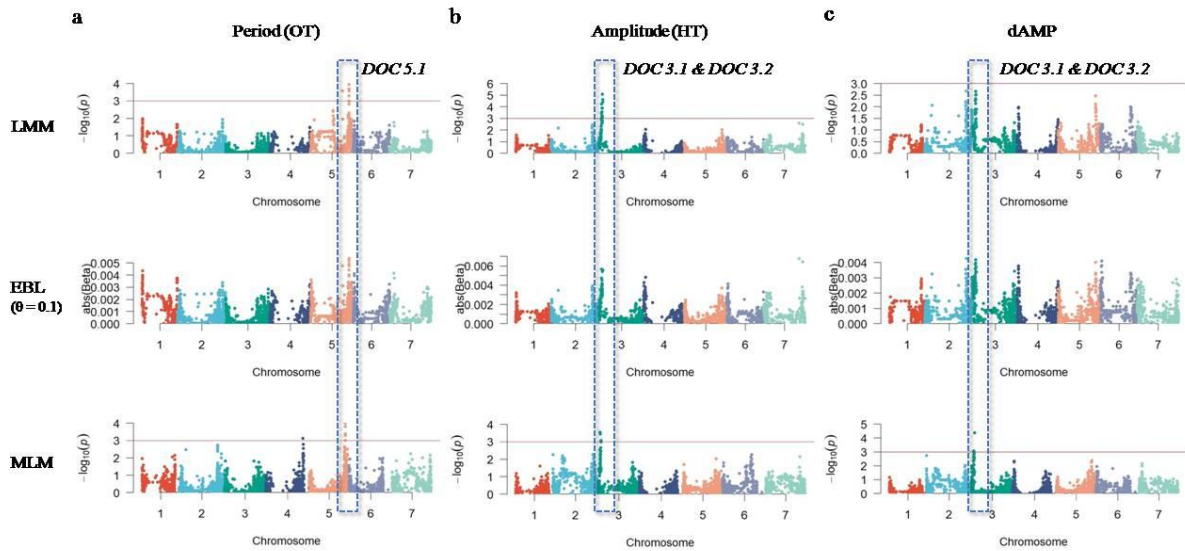 a
Period (OT)
b
Amplitude (HT)
c
dAMP
DOC 5.1
DOC 3.1 & DOC 3.2
DOC 3.1 & DOC 3.2
LMM
−log10(p)
4
3
2
1
0
1 2 3 4 5 6 7
Chromosome
−log10(p)
6
5
4
3
2
1
0
1 2 3 4 5 6 7
Chromosome
−log10(p)
3.0
2.5
2.0
1.5
1.0
0.5
0.0
1 2 3 4 5 6 7
Chromosome
EBL
(θ = 0.1)
abs(Beta)
0.005
0.004
0.003
0.002
0.001
0.000
1 2 3 4 5 6 7
Chromosome
abs(Beta)
0.006
0.004
0.002
0.000
1 2 3 4 5 6 7
Chromosome
abs(Beta)
0.004
0.003
0.002
0.001
0.000
1 2 3 4 5 6 7
Chromosome
MLM
−log10(p)
4
3
2
1
0
1 2 3 4 5 6 7
Chromosome
−log10(p)
4
3
2
1
0
1 2 3 4 5 6 7
Chromosome
−log10(p)
5
4
3
2
1
0
1 2 3 4 5 6 7
Chromosome